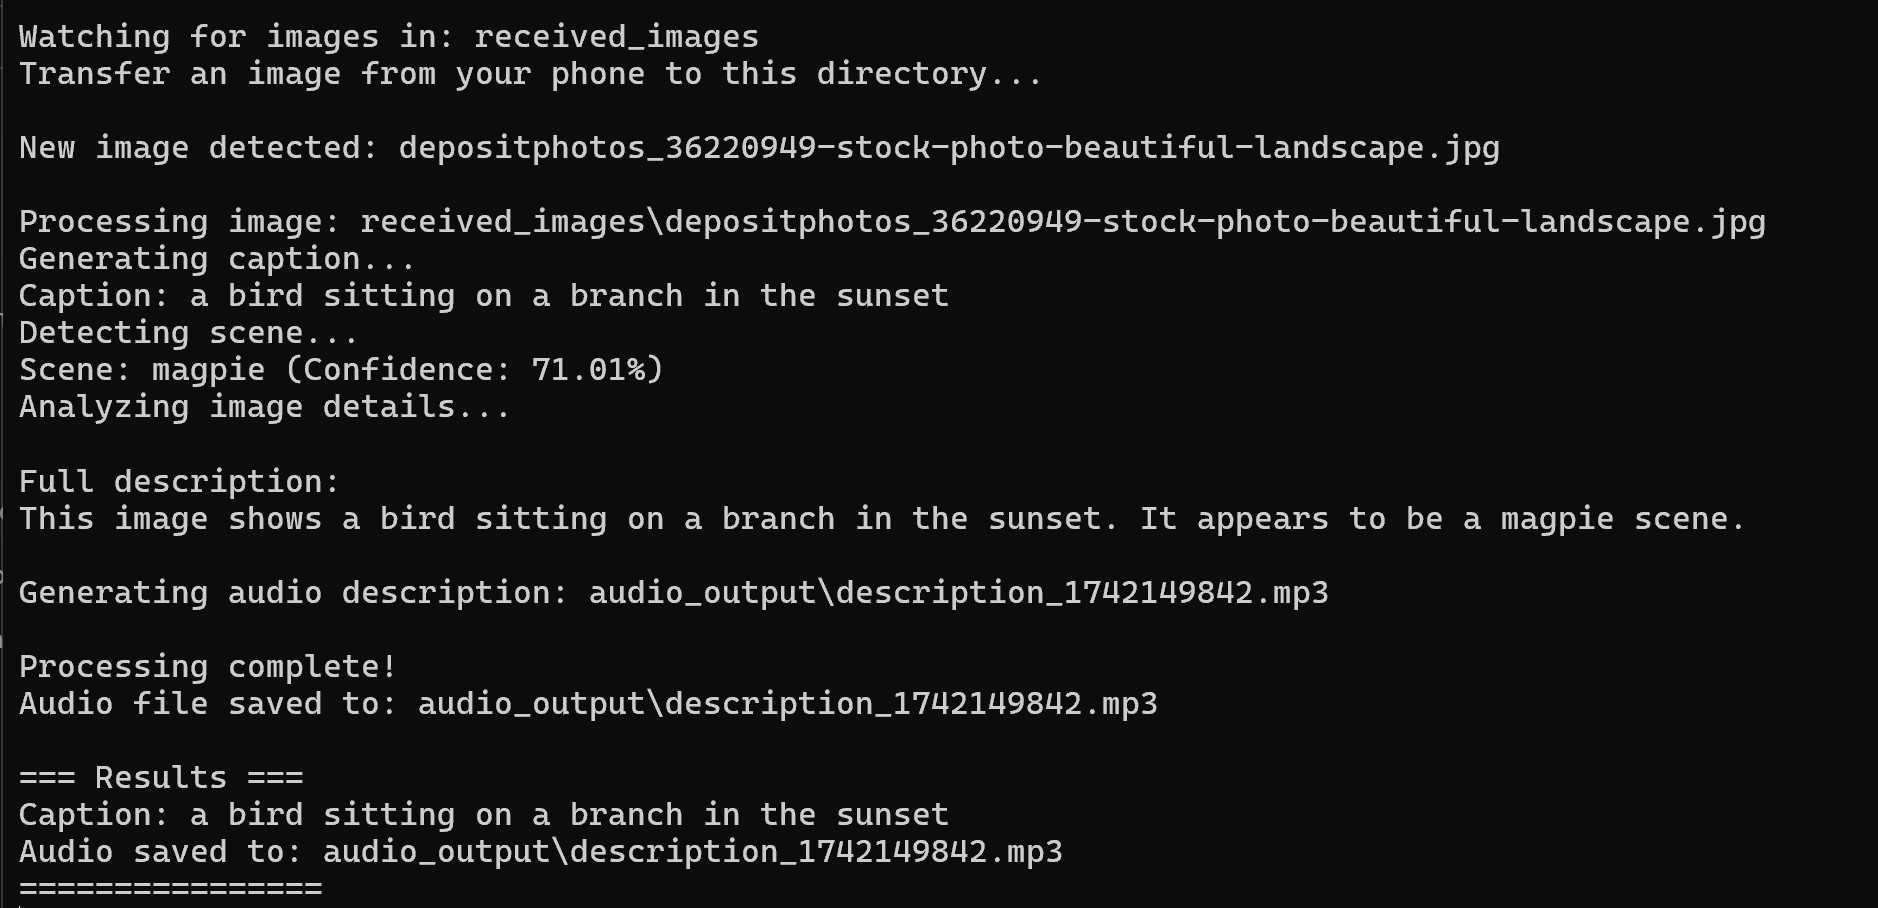 Watching for images in: received_images
Transfer an image from your phone to this directory...
New image detected: depositphotos_36220949-stock-photo-beautiful-landscape.jpg
Processing image: received_images\depositphotos_36220949-stock-photo-beautiful-landscape.jpg
Generating caption...
Caption: a bird sitting on a branch in the sunset
Detecting scene...
Scene: magpie (Confidence: 71.01%)
Analyzing image details...
Full description:
This image shows a bird sitting on a branch in the sunset. It appears to be a magpie scene.
Generating audio description: audio_output\description_1742149842.mp3
Processing complete!
Audio file saved to: audio_output\description_1742149842.mp3
=== Results ===
Caption: a bird sitting on a branch in the sunset
Audio saved to: audio_output\description_1742149842.mp3
================